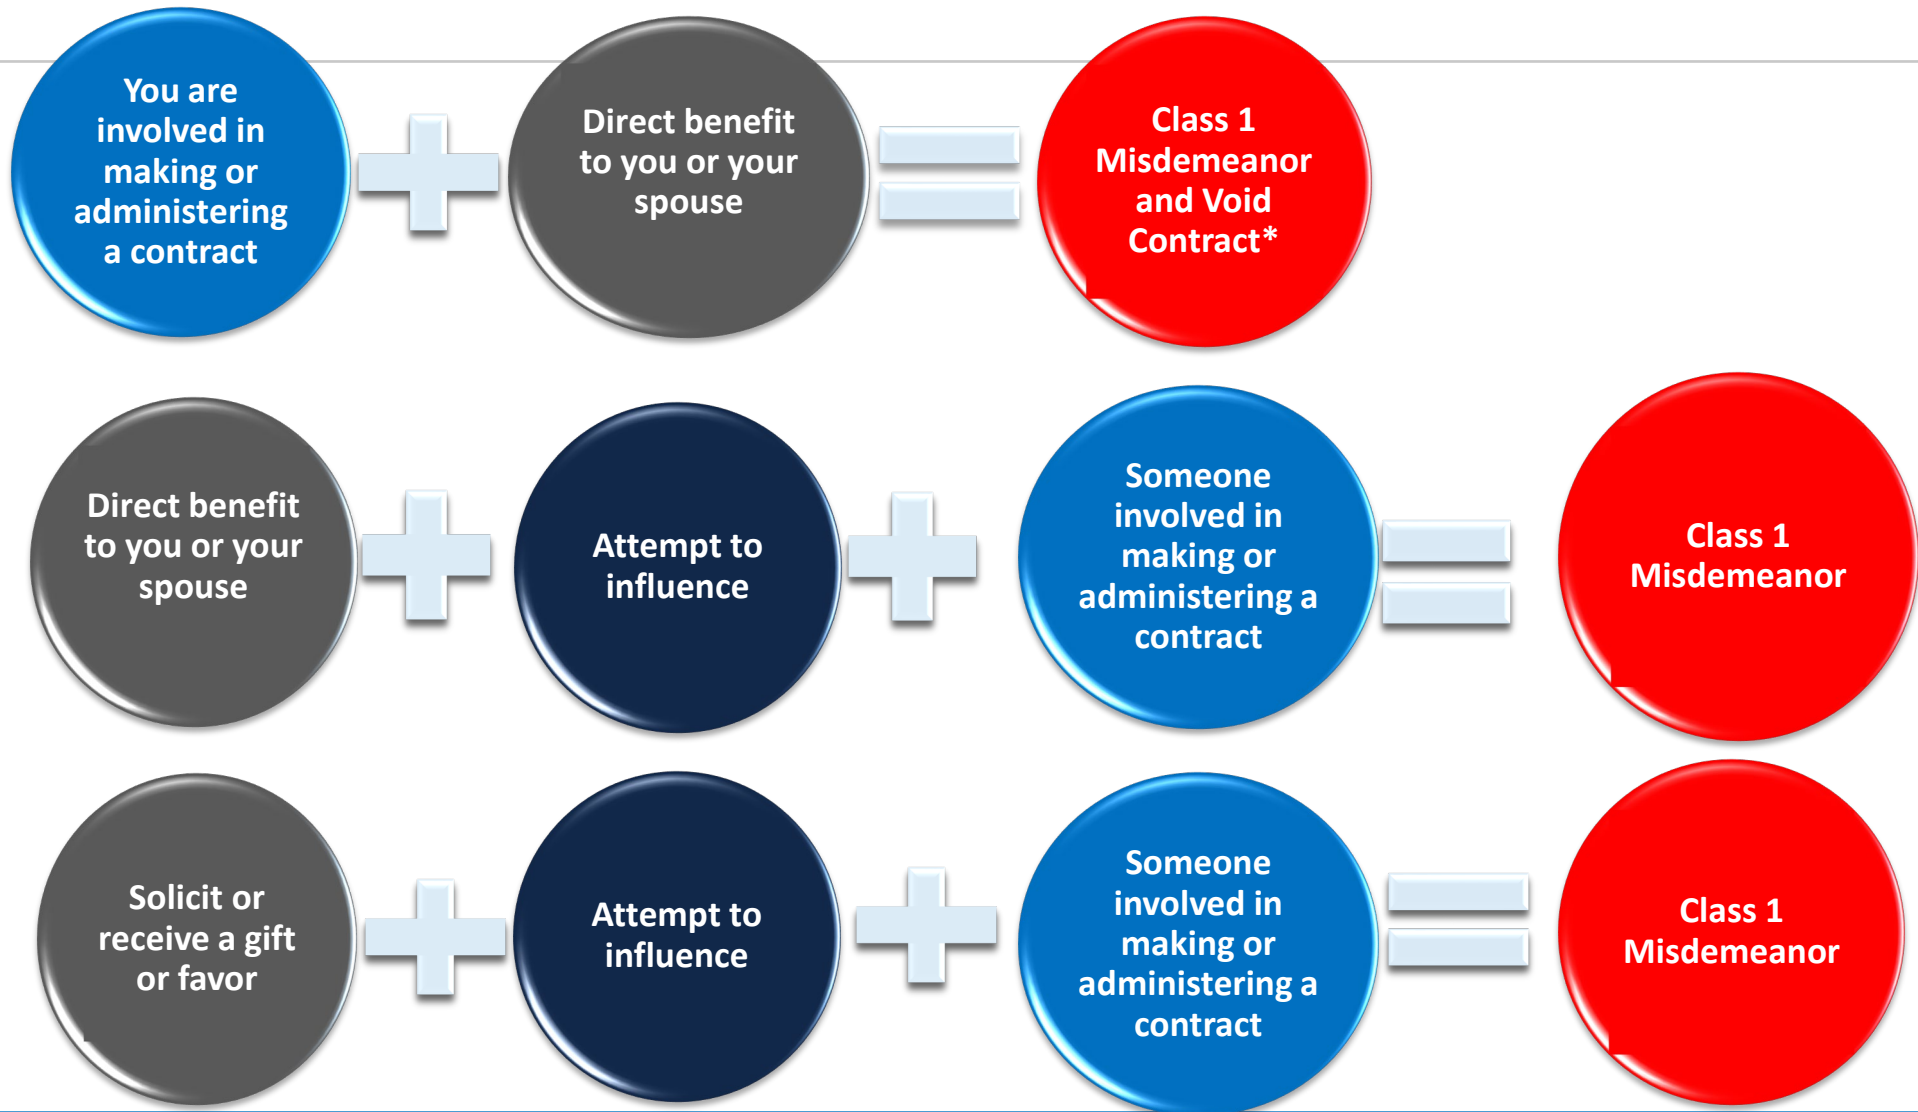 You are
involved in
making or
administering
a contract
Direct benefit
to you or your
spouse
Class 1
Misdemeanor
and Void
Contract*
Direct benefit
to you or your
spouse
Attempt to
influence
Someone
involved in
making or
administering a
contract
Class 1
Misdemeanor
Solicit or
receive a gift
or favor
Attempt to
influence
Someone
involved in
making or
administering a
contract
Class 1
Misdemeanor